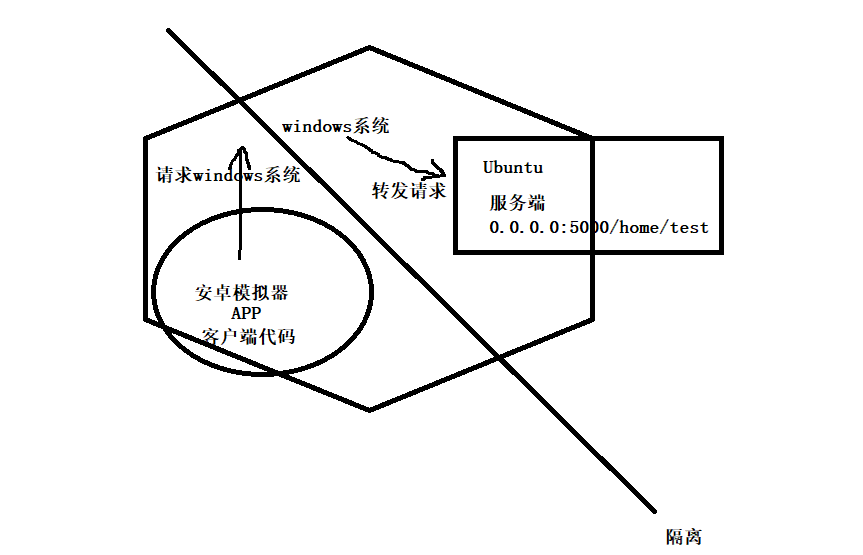 windows系统
请求windows系统
转发请求
Ubuntu
服务端
0.0.0.0:5000/home/test
安卓模拟器
APP
客户端代码
隔离